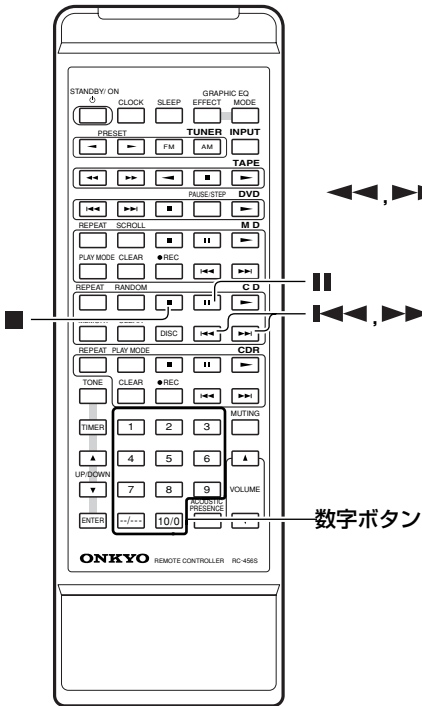 STANDBY/ ON
CLOCK SLEEP EFFECT MODE
GRAPHIC EQ
PRESET TUNER INPUT
FM AM
TAPE
PAUSE/STEP DVD
REPEAT SCROLL M D
PLAY MODE CLEAR ●REC
REPEAT RANDOM C D
DISC
REPEAT PLAY MODE CDR
TONE CLEAR ●REC
MUTING
TIMER 1 2 3
4 5 6
UP/DOWN
7 8 9 VOLUME
ACOUSTIC
PRESENCE
ENTER --/--- 10/0
数字ボタン
ONKYO REMOTE CONTROLLER RC-456S